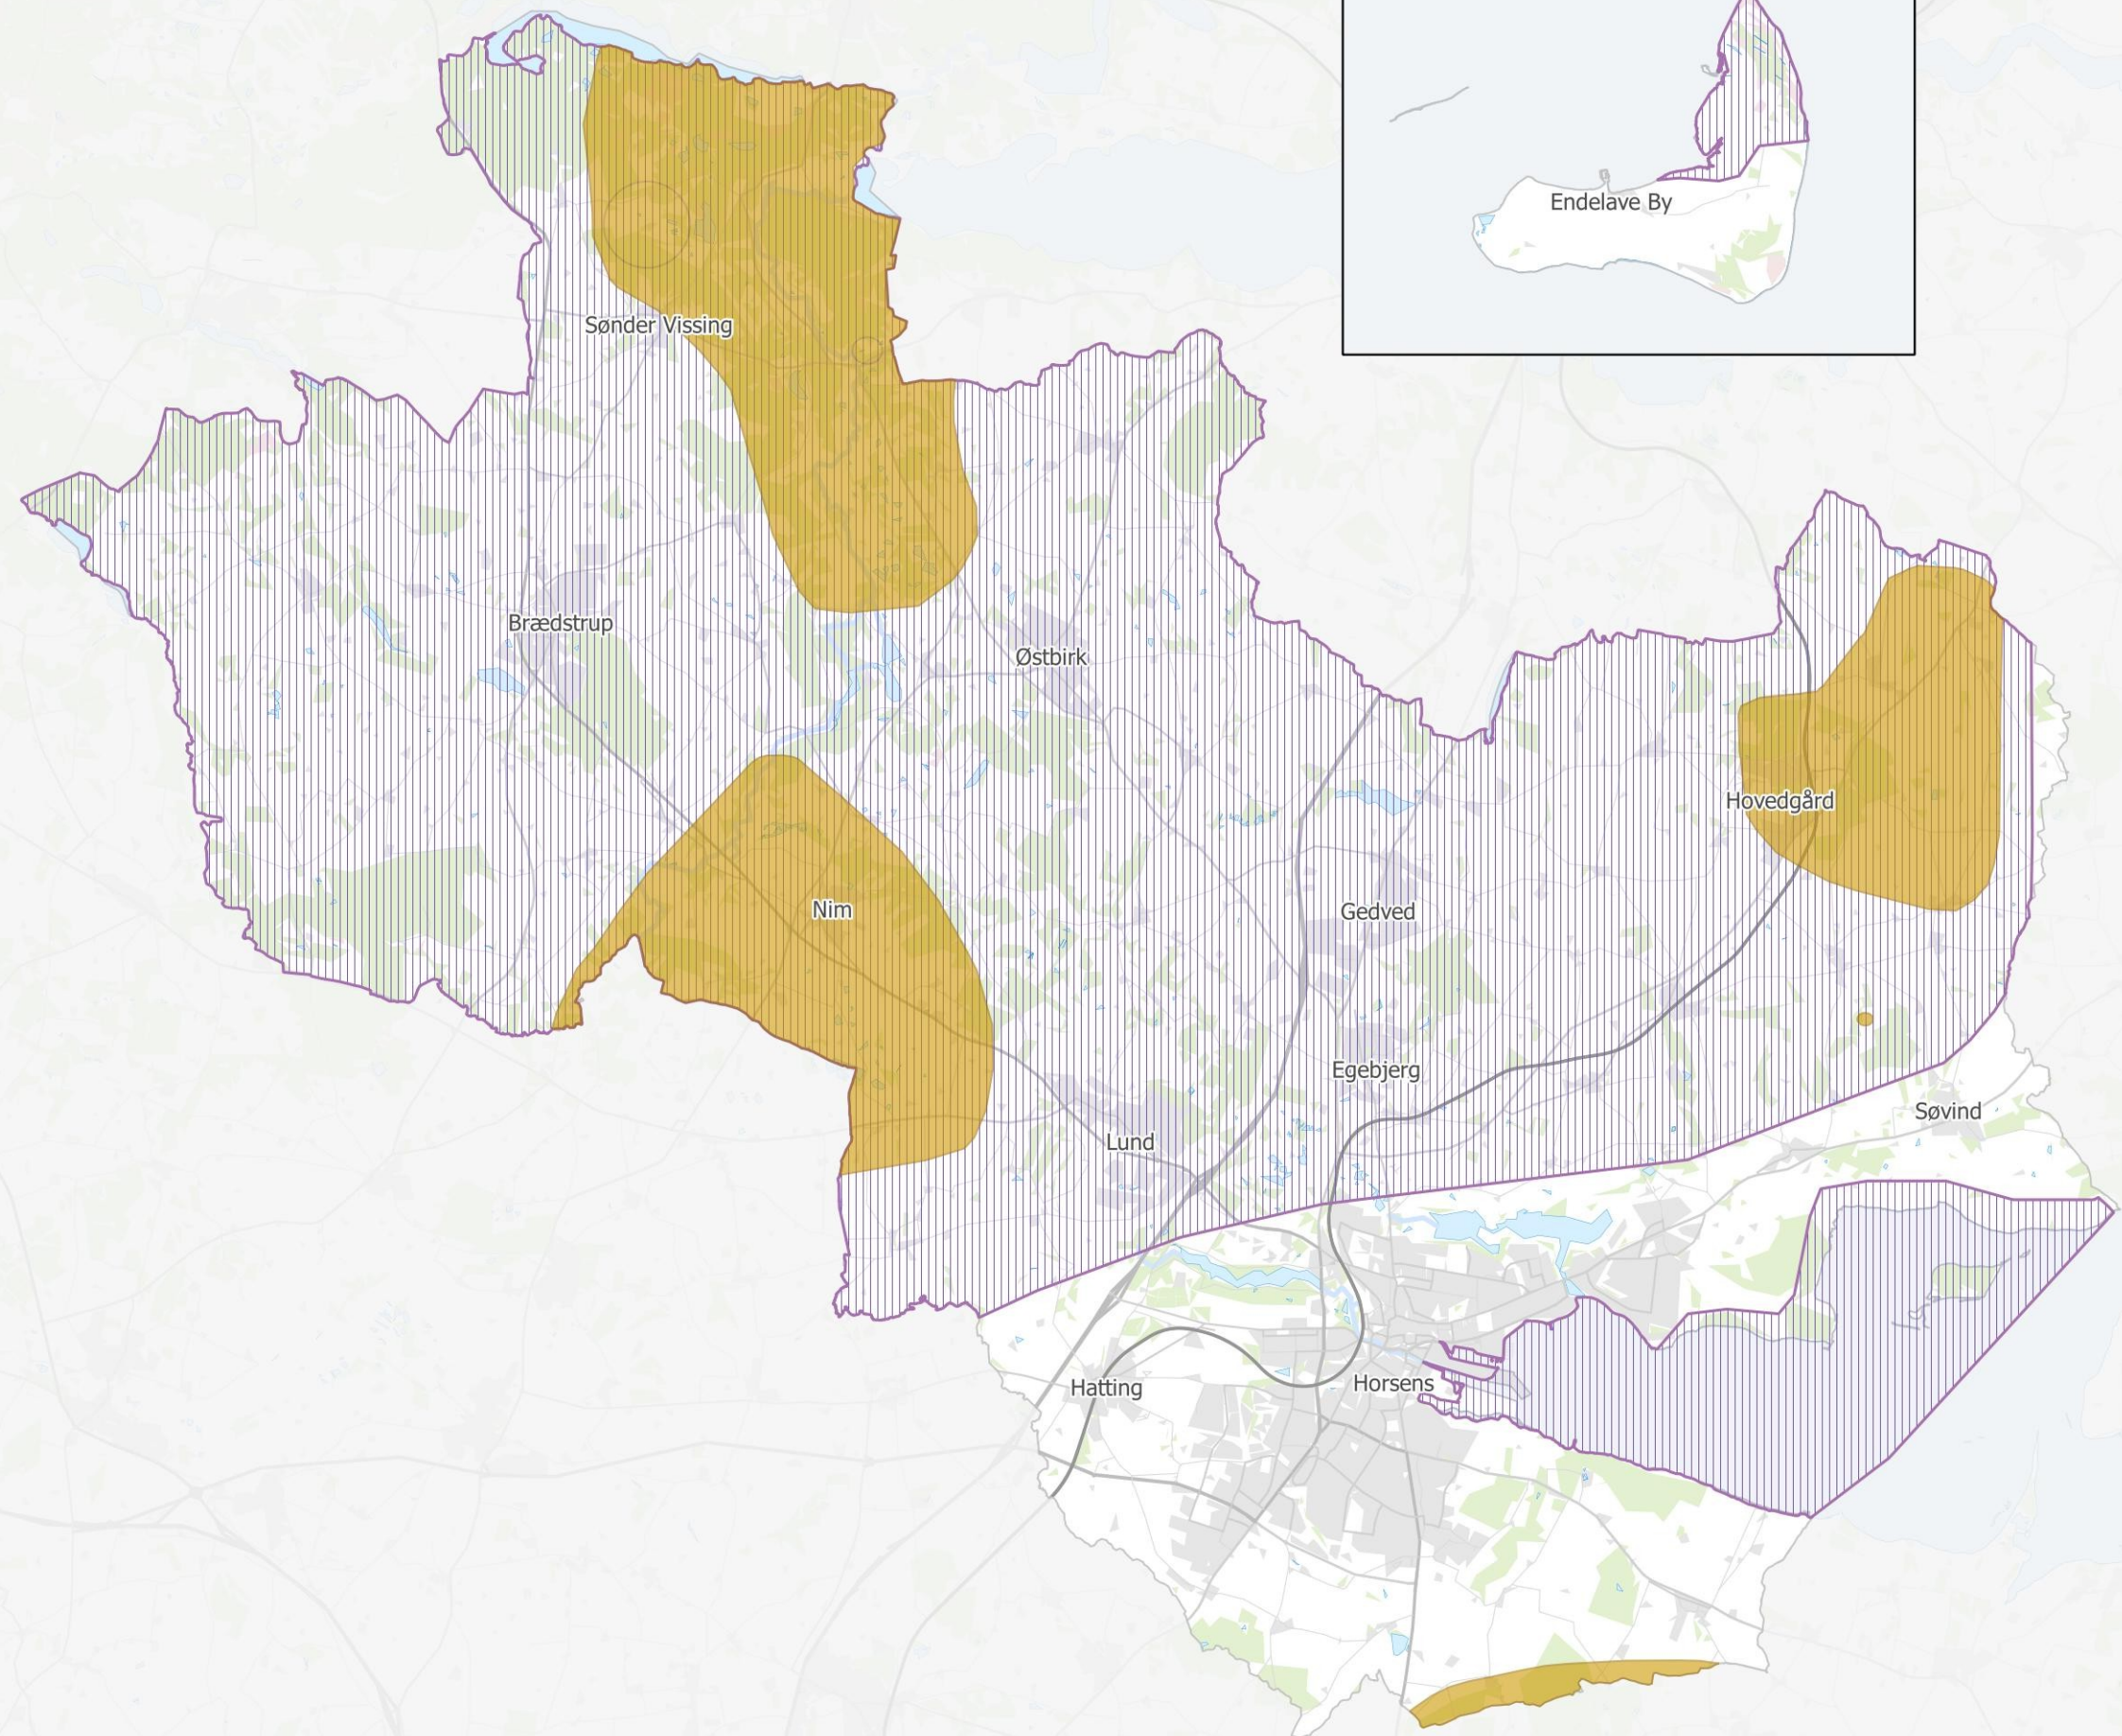 Endelave By
Sønder Vissing
Brædstrup
Østbirk
Hovedgård
Nim
Gedved
Egebjerg
Søvind
Lund
Hatting
Horsens